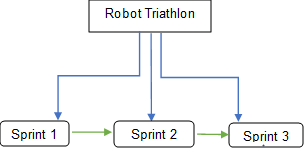 Robot Triathlon
Sprint 1
Sprint 2
Sprint 3